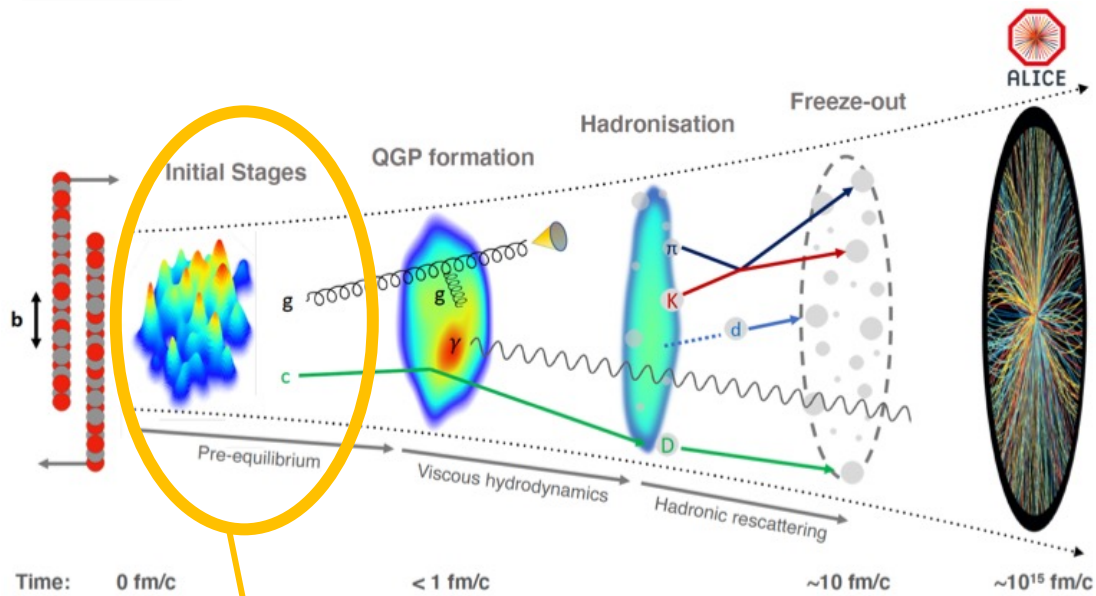 ALICE
Freeze-out
Hadronisation
QGP formation
Initial Stages
b
g
g
γ
c
π
K
d
D
Pre-equilibrium
Viscous hydrodynamics
Hadronic rescattering
Time: 0 fm/c < 1 fm/c ~10 fm/c ~10¹⁵ fm/c